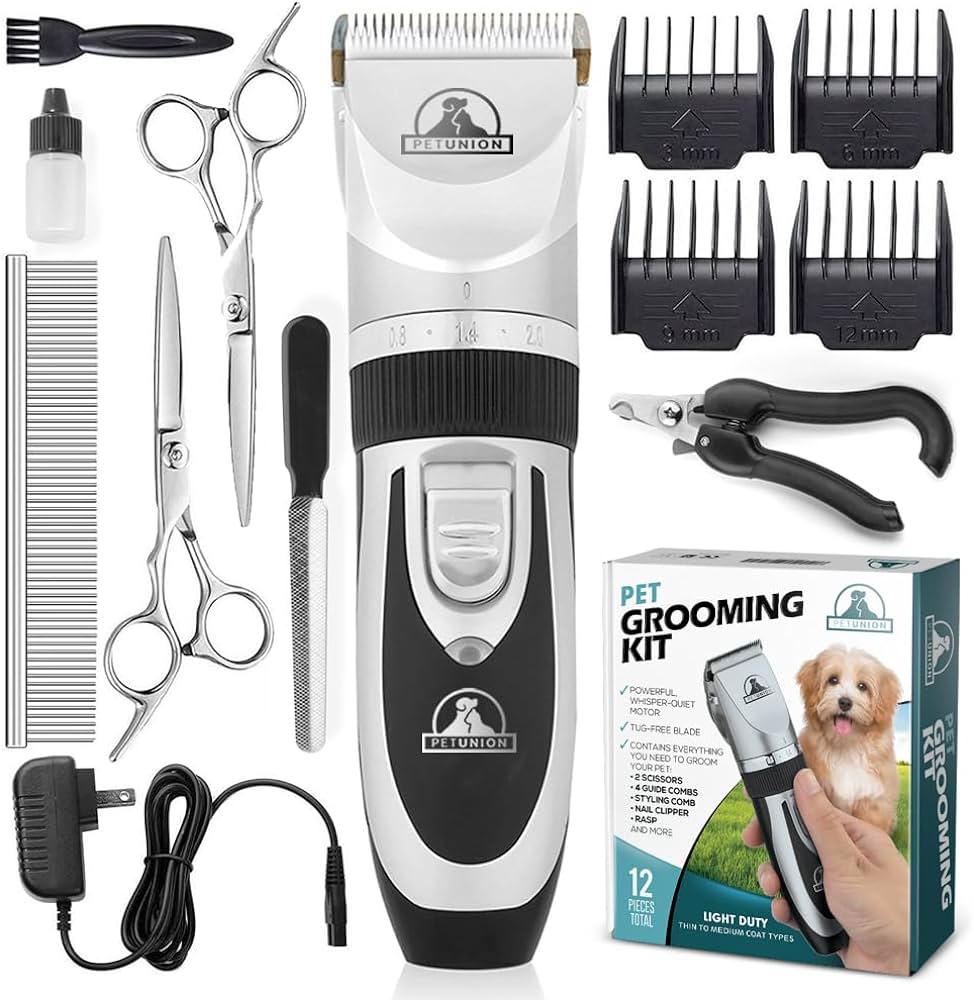 PETUNION
0
0.8 · 1.4 · 2.0
PETUNION
3 mm
6 mm
9 mm
12 mm
PET
GROOMING
KIT
PETUNION
PETUNION
✓ POWERFUL,
WHISPER-QUIET
MOTOR
✓ TUG-FREE BLADE
✓ CONTAINS EVERYTHING
YOU NEED TO GROOM
YOUR PET:
- 2 SCISSORS
- 4 GUIDE COMBS
- STYLING COMB
- NAIL CLIPPER
- RASP
AND MORE
12
PIECES
TOTAL
LIGHT DUTY
THIN TO MEDIUM COAT TYPES
PET
GROOMING
KIT